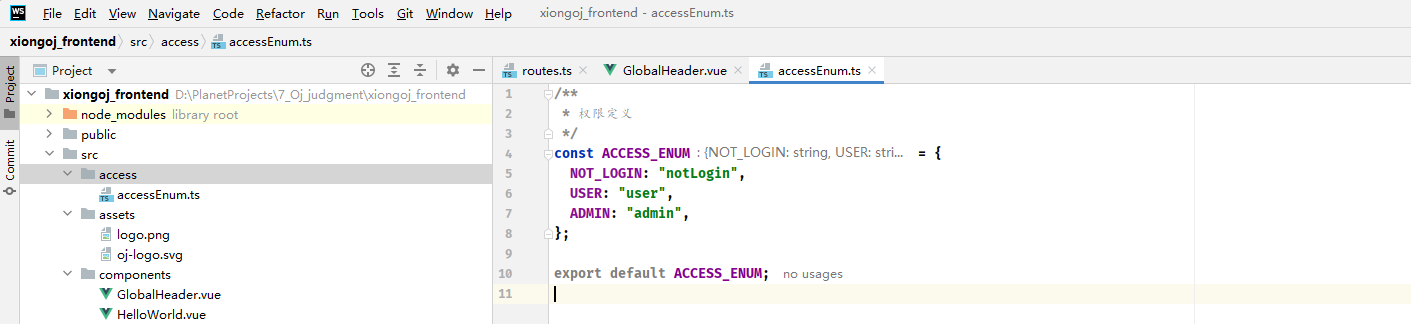 WS File Edit View Navigate Code Refactor Run Tools Git Window Help xiongoj_frontend - accessEnum.ts
xiongoj_frontend src access accessEnum.ts
Project
Commit
Project
xiongoj_frontend D:\PlanetProjects\7_Oj_judgment\xiongoj_frontend
node_modules library root
public
src
access
accessEnum.ts
assets
logo.png
oj-logo.svg
components
GlobalHeader.vue
HelloWorld.vue
routes.ts GlobalHeader.vue accessEnum.ts
1 /**
2 * 权限定义
3 */
4 const ACCESS_ENUM : {NOT_LOGIN: string, USER: stri... = {
5 NOT_LOGIN: "notLogin",
6 USER: "user",
7 ADMIN: "admin",
8 };
9
10 export default ACCESS_ENUM; no usages
11